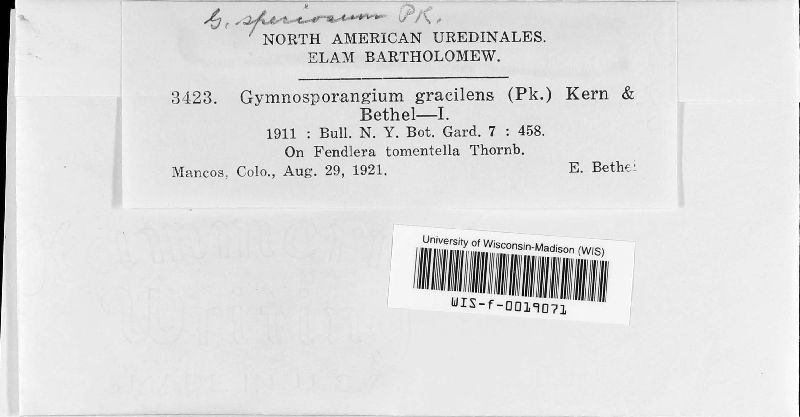 G. speciosum PK.
NORTH AMERICAN UREDINALES.
ELAM BARTHOLOMEW.
3423. Gymnosporangium gracilens (Pk.) Kern &
Bethel—I.
1911 : Bull. N. Y. Bot. Gard. 7 : 458.
On Fendlera tomentella Thornb.
Mancos, Colo., Aug. 29, 1921. E. Bethel
University of Wisconsin-Madison (WIS)
WIS-f-0019071